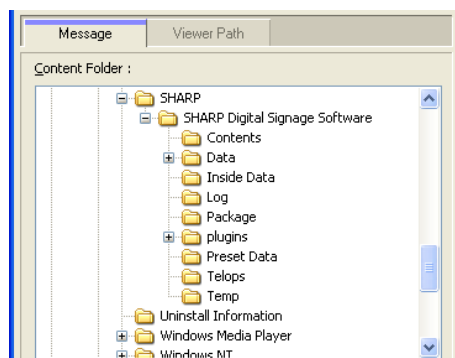 Message Viewer Path
Content Folder :
SHARP
SHARP Digital Signage Software
Contents
Data
Inside Data
Log
Package
plugins
Preset Data
Telops
Temp
Uninstall Information
Windows Media Player
Windows NT